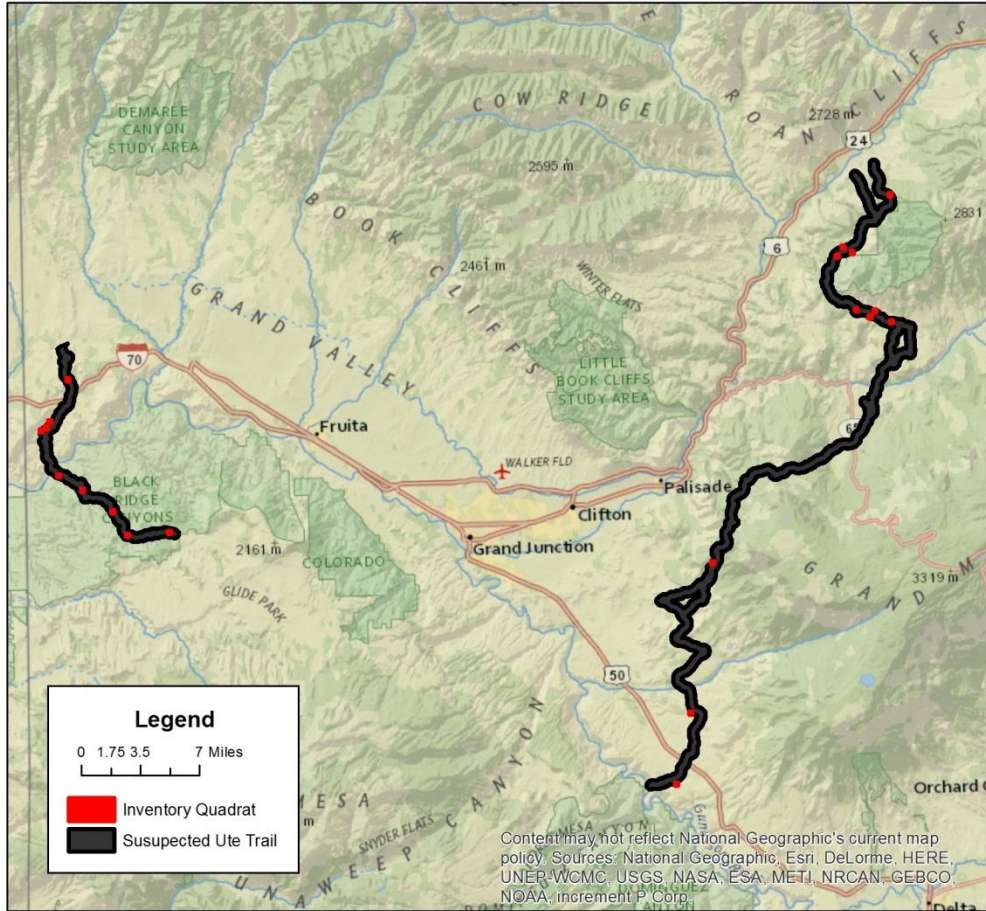 DEMAREE
CANYON
STUDY AREA
COW RIDGE
ROAN CLIFFS
2728 m
24
2595 m
2831
BOOK CLIFFS
2461 m
6
WINTER FLATS
GRAND VALLEY
LITTLE
BOOK CLIFFS
STUDY AREA
70
65
Fruita
WALKER FLD
Palisade
BLACK
RIDGE
CANYONS
Clifton
Grand Junction
2161 m
COLORADO
GRAND M
3319 m
GLIDE PARK
50
Legend
0 1.75 3.5 7 Miles
Inventory Quadrat
Susupected Ute Trail
MESA
m
SNYDER FLATS
UNAWEEP CANYON
Orchard C
Content may not reflect National Geographic's current map
policy. Sources: National Geographic, Esri, DeLorme, HERE,
UNEP-WCMC, USGS, NASA, ESA, METI, NRCAN, GEBCO,
NOAA, increment P Corp.
DOMINGUEZ
CANYON
Delta